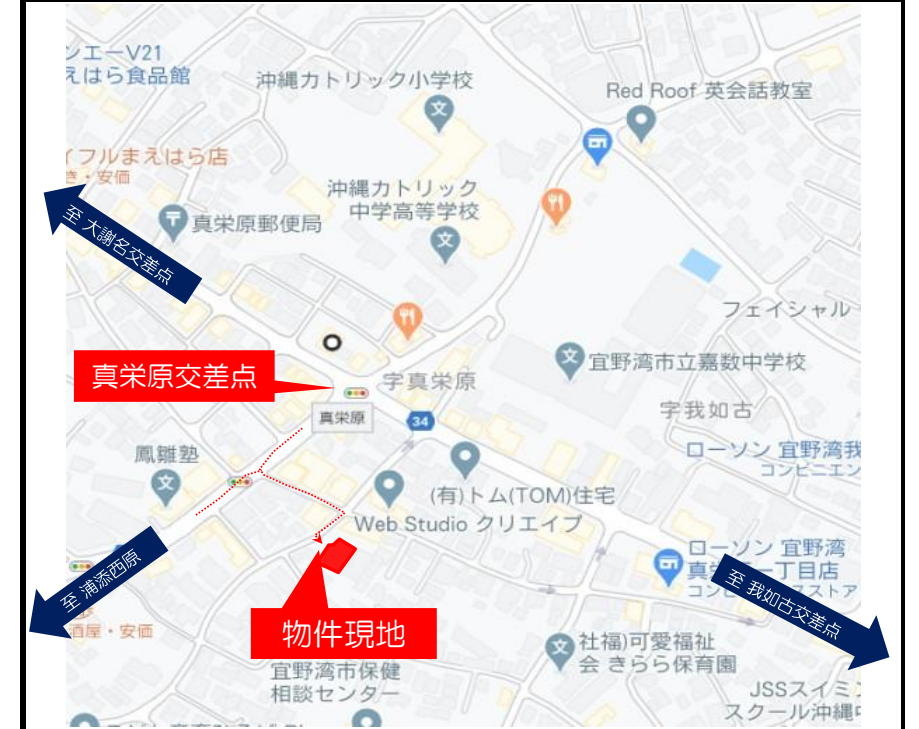 ンエーV21
えはら食品館
沖縄カトリック小学校
Red Roof 英会話教室
イフルまえはら店
き・安価
沖縄カトリック
中学高等学校
真栄原郵便局
至 大謝名交差点
フェイシャル
真栄原交差点
字真栄原
宜野湾市立嘉数中学校
真栄原
34
字我如古
鳳雛塾
ローソン 宜野湾我
コンビニエン
(有)トム(TOM)住宅
Web Studio クリエイブ
至 浦添西原
ローソン 宜野湾
丁目店
至 我如古交差点
酒屋・安価
物件現地
社福)可愛福祉
会 きらら保育園
宜野湾市保健
相談センター
JSSスイミ
スクール沖縄